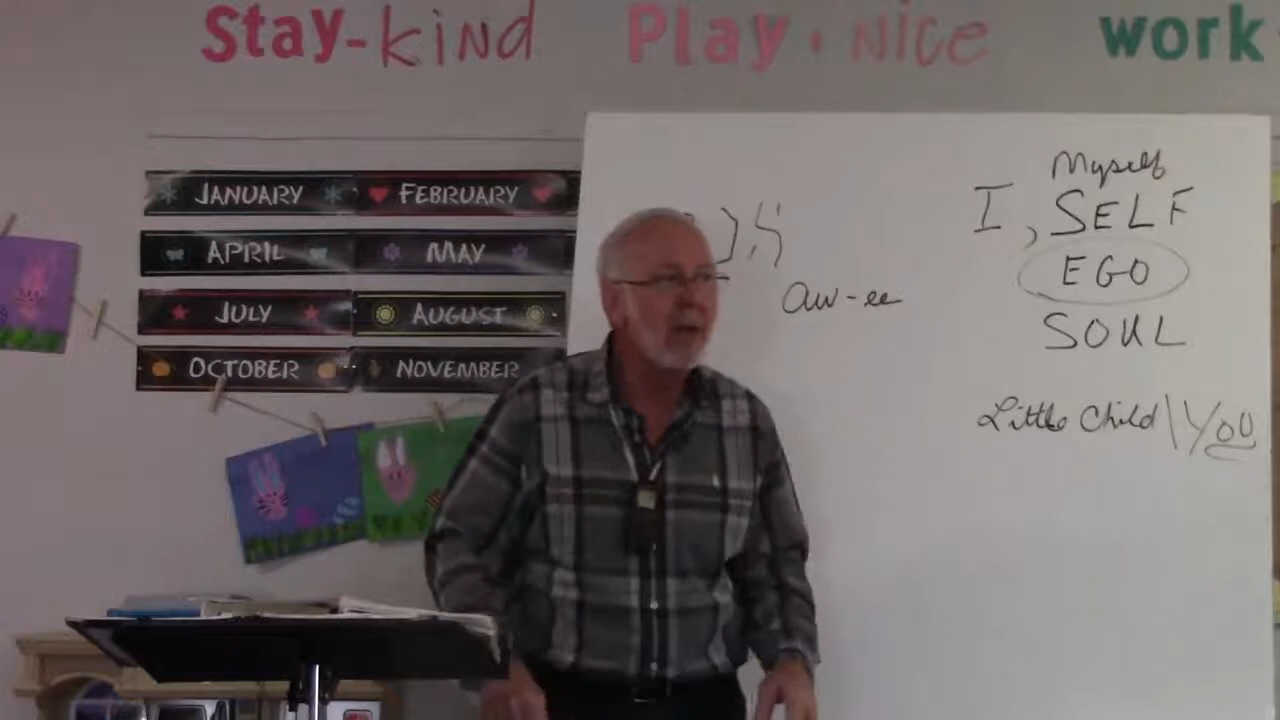 Stay-kind Play · nice work
JANUARY FEBRUARY
APRIL MAY
JULY AUGUST
OCTOBER NOVEMBER
aw-ee
Myself
I, SELF
EGO
SOUL
Little Child \ YOU